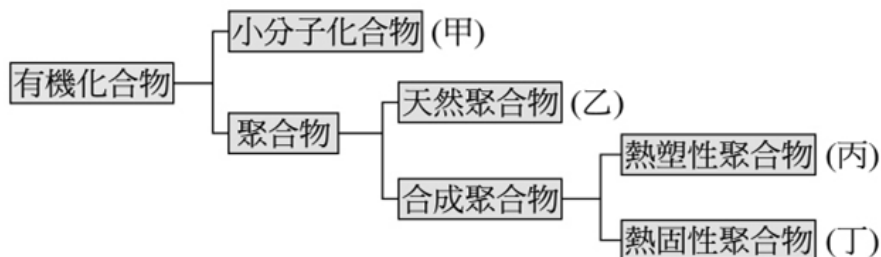 小分子化合物 (甲)
有機化合物
天然聚合物 (乙)
聚合物
熱塑性聚合物 (丙)
合成聚合物
熱固性聚合物 (丁)